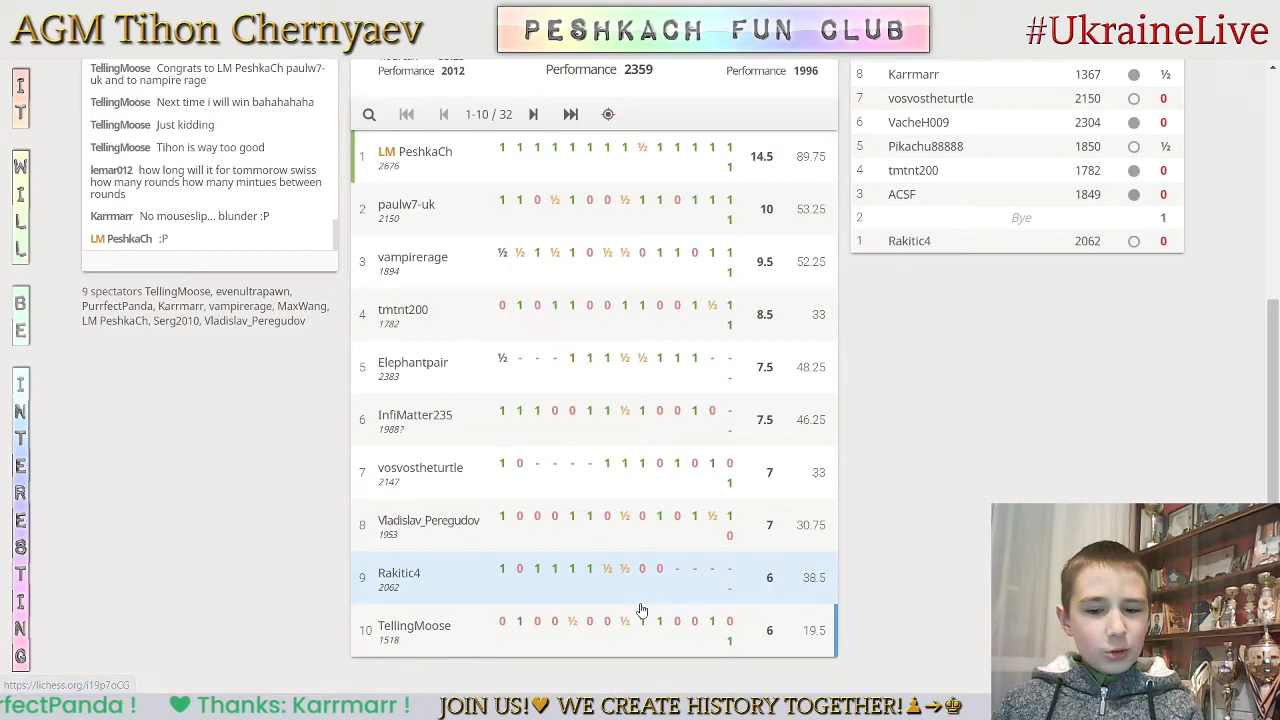 AGM Tihon Chernyaev
PESHKACH FUN CLUB
#UkraineLive
IT
WILL
BE
INTERESTING
TellingMoose Congrats to LM PeshkaCh paulw7-
uk and to nampire rage
TellingMoose Next time i will win bahahahaha
TellingMoose Just kidding
TellingMoose Tihon is way too good
lemar012 how long will it for tommorow swiss
how many rounds how many mintues between
rounds
Karrmarr No mouseslip... blunder :P
LM PeshkaCh :P
9 spectators TellingMoose, evenultrapawn,
PurrfectPanda, Karrmarr, vampirerage, MaxWang,
LM PeshkaCh, Serg2010, Vladislav_Peregudov
Performance 2012 Performance 2359 Performance 1996
1-10 / 32
1 LM PeshkaCh 1 1 1 1 1 1 1 1 ½ 1 1 1 1 1 14.5 89.75
2676 1
2 paulw7-uk 1 1 0 ½ 1 0 0 ½ 1 1 0 1 1 1 10 53.25
2150 1
3 vampirerage ½ ½ 1 ½ 1 0 ½ ½ 0 1 1 0 1 1 9.5 52.25
1894 1
4 tmtnt200 0 1 0 1 1 0 0 1 1 0 0 1 ½ 1 8.5 33
1782 1
5 Elephantpair ½ - - - 1 1 1 ½ ½ 1 1 1 - - 7.5 48.25
2383 -
6 InfiMatter235 1 1 1 0 0 1 1 ½ 1 0 0 1 0 - 7.5 46.25
1988? -
7 vosvostheturtle 1 0 - - - - 1 1 1 0 1 0 1 0 7 33
2147 1
8 Vladislav_Peregudov 1 0 0 0 1 1 0 ½ 0 1 0 1 ½ 1 7 30.75
1953 0
9 Rakitic4 1 0 1 1 1 1 ½ ½ 0 0 - - - - 6 38.5
2062 -
10 TellingMoose 0 1 0 0 ½ 0 0 ½ 1 1 0 0 1 0 6 19.5
1518 1
8 Karrmarr 1367 ½
7 vosvostheturtle 2150 0
6 VacheH009 2304 0
5 Pikachu88888 1850 ½
4 tmtnt200 1782 0
3 ACSF 1849 0
2 Bye 1
1 Rakitic4 2062 0
https://lichess.org/i19p7oCG
rfectPanda ! Thanks: Karrmarr !
JOIN US! WE CREATE HISTORY TOGETHER!